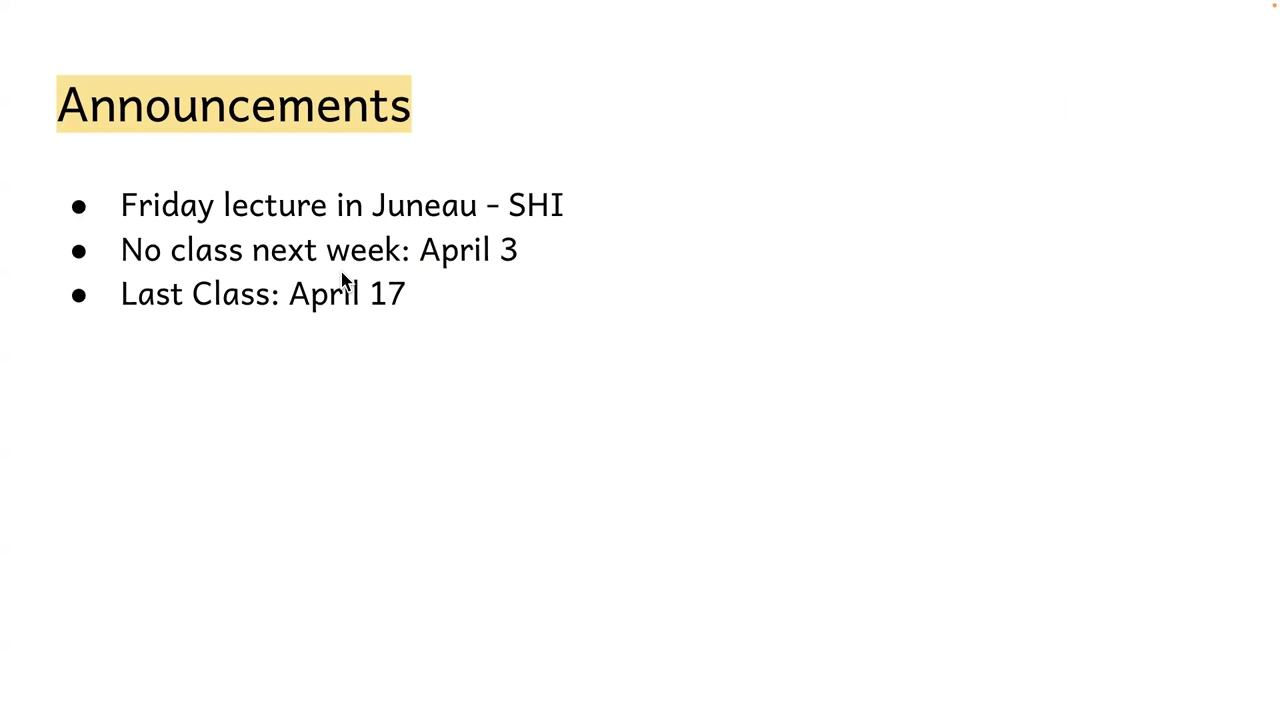 Announcements
● Friday lecture in Juneau - SHI
● No class next week: April 3
● Last Class: April 17